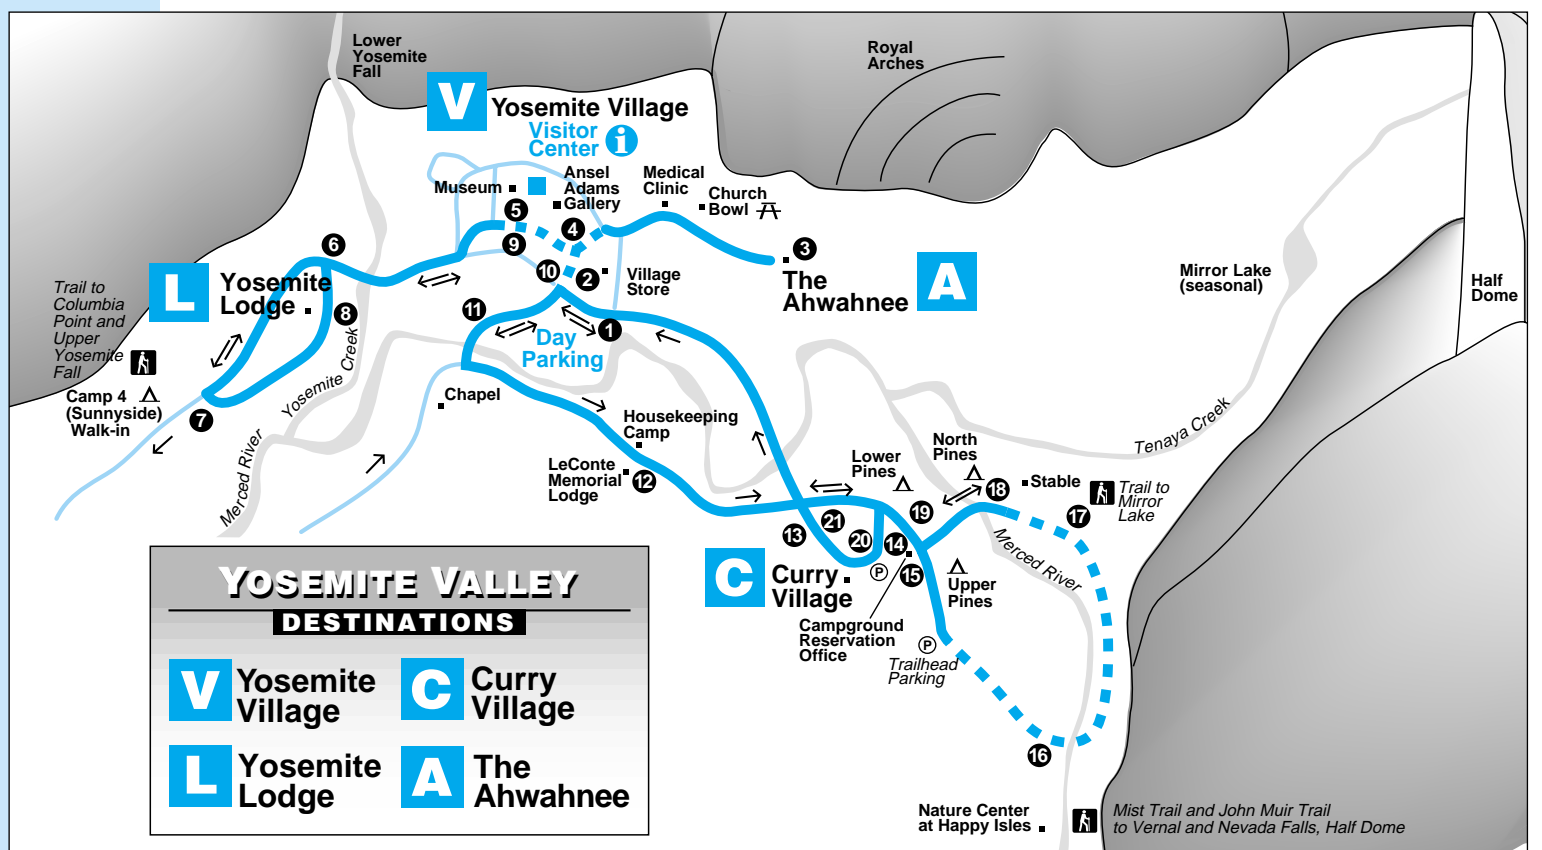 Lower
Yosemite
Fall
Royal
Arches
V
Yosemite Village
Visitor
Center
i
Museum
Ansel
Adams
Gallery
Medical
Clinic
Church
Bowl
5
4
9
10
2
Village
Store
3
The
Ahwahnee
A
6
L
Yosemite
Lodge
8
11
1
Day
Parking
Trail to
Columbia
Point and
Upper
Yosemite
Fall
Camp 4
(Sunnyside)
Walk-in
7
Yosemite Creek
Merced River
Chapel
Mirror Lake
(seasonal)
Half
Dome
Tenaya Creek
Housekeeping
Camp
LeConte
Memorial
Lodge
12
Lower
Pines
North
Pines
18
Stable
17
Trail to
Mirror
Lake
19
21
13
20
14
15
P
C
Curry
Village
Upper
Pines
Merced River
Campground
Reservation
Office
P
Trailhead
Parking
16
Nature Center
at Happy Isles
Mist Trail and John Muir Trail
to Vernal and Nevada Falls, Half Dome
YOSEMITE VALLEY
DESTINATIONS
V
Yosemite
Village
C
Curry
Village
L
Yosemite
Lodge
A
The
Ahwahnee